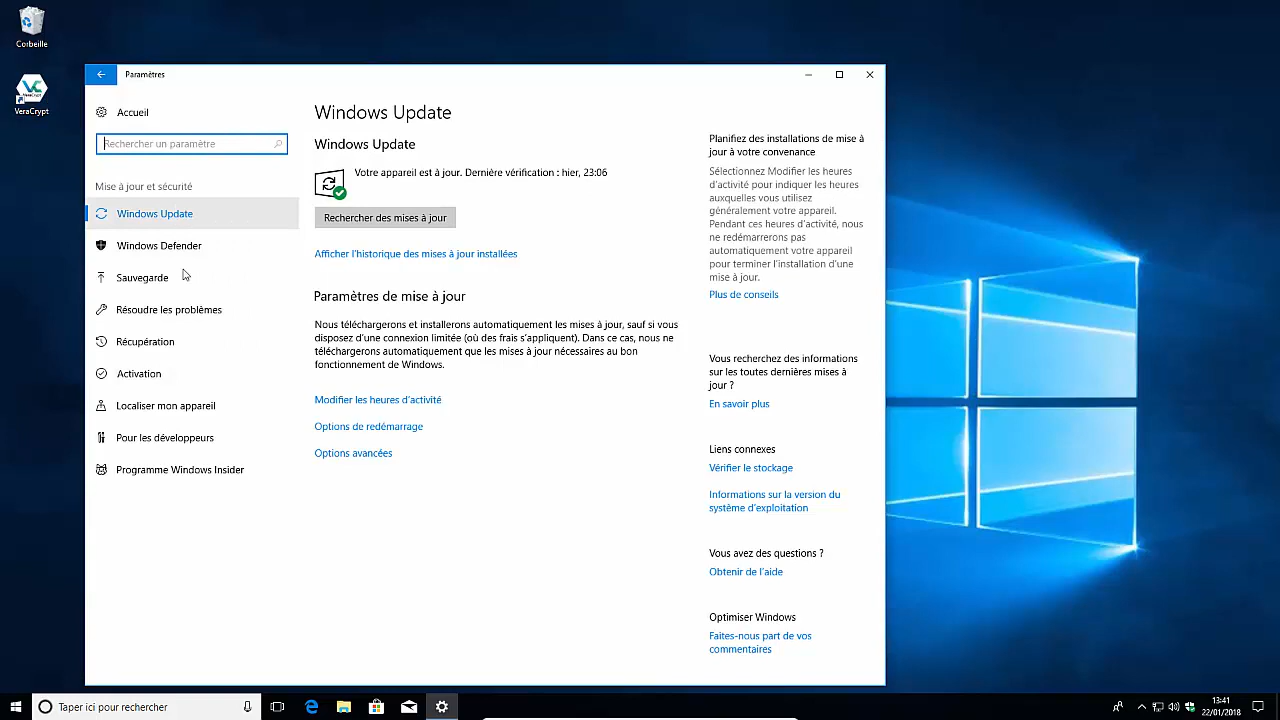 Corbeille
VeraCrypt
Paramètres
Accueil
Rechercher un paramètre
Mise à jour et sécurité
Windows Update
Windows Defender
Sauvegarde
Résoudre les problèmes
Récupération
Activation
Localiser mon appareil
Pour les développeurs
Programme Windows Insider
Windows Update
Windows Update
Votre appareil est à jour. Dernière vérification : hier, 23:06
Rechercher des mises à jour
Afficher l'historique des mises à jour installées
Paramètres de mise à jour
Nous téléchargerons et installerons automatiquement les mises à jour, sauf si vous
disposez d'une connexion limitée (où des frais s'appliquent). Dans ce cas, nous ne
téléchargerons automatiquement que les mises à jour nécessaires au bon
fonctionnement de Windows.
Modifier les heures d'activité
Options de redémarrage
Options avancées
Planifiez des installations de mise à
jour à votre convenance
Sélectionnez Modifier les heures
d'activité pour indiquer les heures
auxquelles vous utilisez
généralement votre appareil.
Pendant ces heures d'activité, nous
ne redémarrerons pas
automatiquement votre appareil
pour terminer l'installation d'une
mise à jour.
Plus de conseils
Vous recherchez des informations
sur les toutes dernières mises à
jour ?
En savoir plus
Liens connexes
Vérifier le stockage
Informations sur la version du
système d'exploitation
Vous avez des questions ?
Obtenir de l'aide
Optimiser Windows
Faites-nous part de vos
commentaires
Taper ici pour rechercher
13:41
22/01/2018